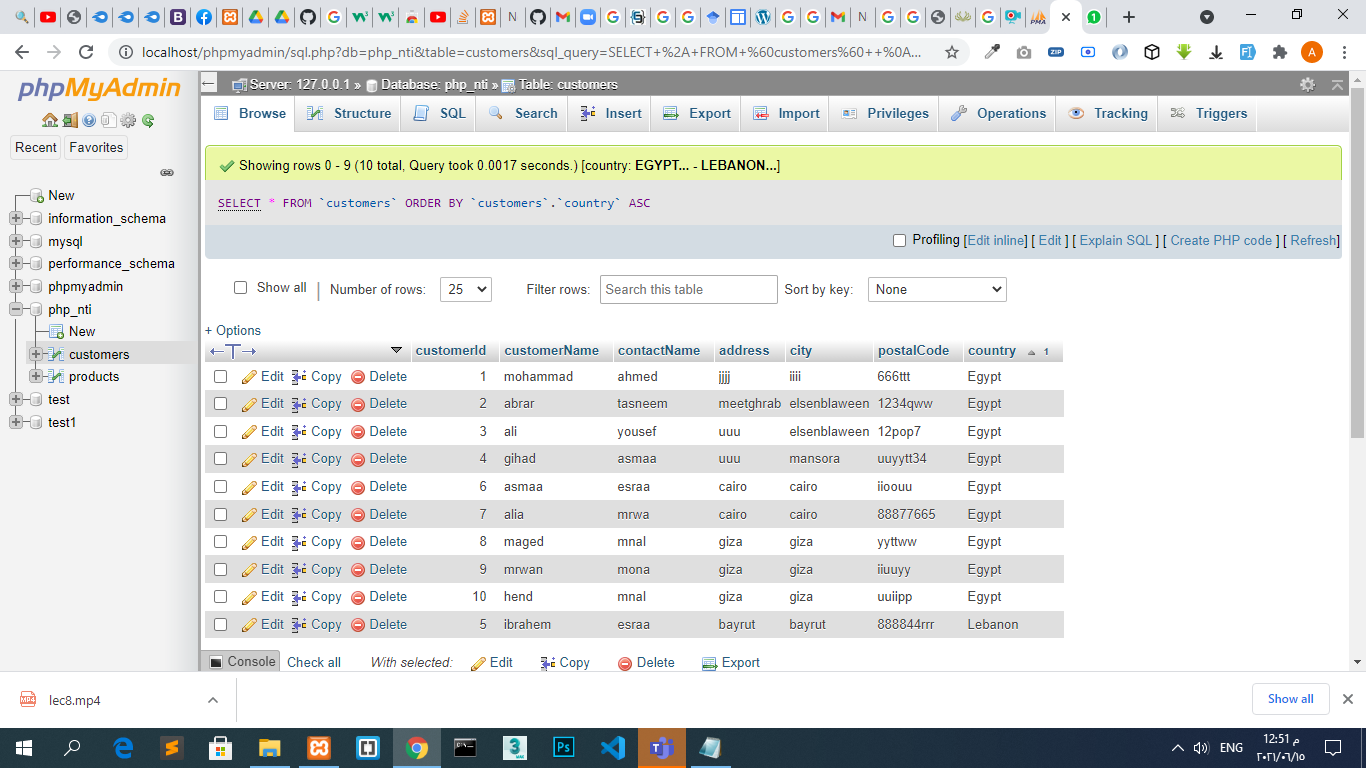 localhost/phpmyadmin/sql.php?db=php_nti&table=customers&sql_query=SELECT+%2A+FROM+%60customers%60++%0A...
phpMyAdmin
Recent Favorites
New
information_schema
mysql
performance_schema
phpmyadmin
php_nti
New
customers
products
test
test1
Server: 127.0.0.1 » Database: php_nti » Table: customers
Browse Structure SQL Search Insert Export Import Privileges Operations Tracking Triggers
Showing rows 0 - 9 (10 total, Query took 0.0017 seconds.) [country: EGYPT... - LEBANON...]
SELECT * FROM `customers` ORDER BY `customers`.`country` ASC
Profiling [Edit inline] [ Edit ] [ Explain SQL ] [ Create PHP code ] [ Refresh]
Show all | Number of rows: 25 Filter rows: Search this table Sort by key: None
+ Options
←T→ customerId customerName contactName address city postalCode country 1
Edit Copy Delete 1 mohammad ahmed jjjj iiii 666ttt Egypt
Edit Copy Delete 2 abrar tasneem meetghrab elsenblaween 1234qww Egypt
Edit Copy Delete 3 ali yousef uuu elsenblaween 12pop7 Egypt
Edit Copy Delete 4 gihad asmaa uuu mansora uuyytt34 Egypt
Edit Copy Delete 6 asmaa esraa cairo cairo iioouu Egypt
Edit Copy Delete 7 alia mrwa cairo cairo 88877665 Egypt
Edit Copy Delete 8 maged mnal giza giza yyttww Egypt
Edit Copy Delete 9 mrwan mona giza giza iiuuyy Egypt
Edit Copy Delete 10 hend mnal giza giza uuiipp Egypt
Edit Copy Delete 5 ibrahem esraa bayrut bayrut 888844rrr Lebanon
Console Check all With selected: Edit Copy Delete Export
lec8.mp4
Show all
ENG
12:51 م
٢٠٢١/٠٦/١٥